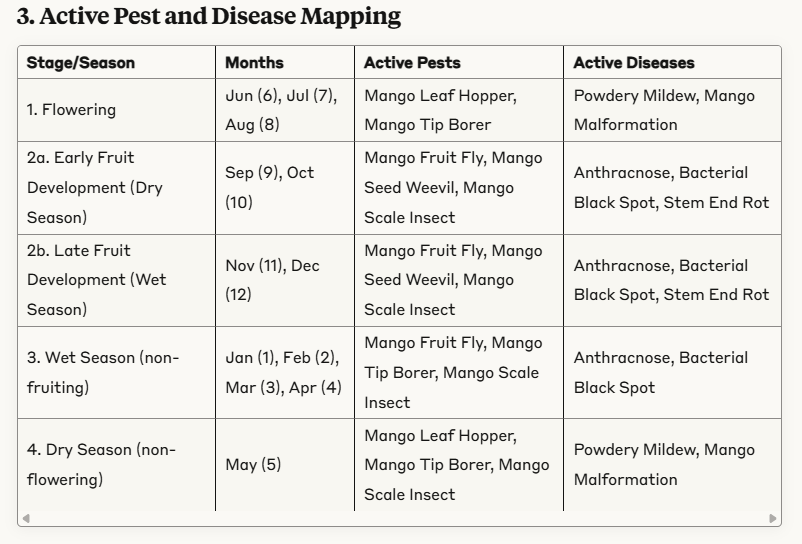 3. Active Pest and Disease Mapping
Stage/Season Months Active Pests Active Diseases
1. Flowering
Jun (6), Jul (7),
Aug (8)
Mango Leaf Hopper,
Mango Tip Borer
Powdery Mildew, Mango
Malformation
2a. Early Fruit
Development (Dry
Season)
Sep (9), Oct
(10)
Mango Fruit Fly, Mango
Seed Weevil, Mango
Scale Insect
Anthracnose, Bacterial
Black Spot, Stem End Rot
2b. Late Fruit
Development (Wet
Season)
Nov (11), Dec
(12)
Mango Fruit Fly, Mango
Seed Weevil, Mango
Scale Insect
Anthracnose, Bacterial
Black Spot, Stem End Rot
3. Wet Season (non-
fruiting)
Jan (1), Feb (2),
Mar (3), Apr (4)
Mango Fruit Fly, Mango
Tip Borer, Mango Scale
Insect
Anthracnose, Bacterial
Black Spot
4. Dry Season (non-
flowering)
May (5)
Mango Leaf Hopper,
Mango Tip Borer, Mango
Scale Insect
Powdery Mildew, Mango
Malformation